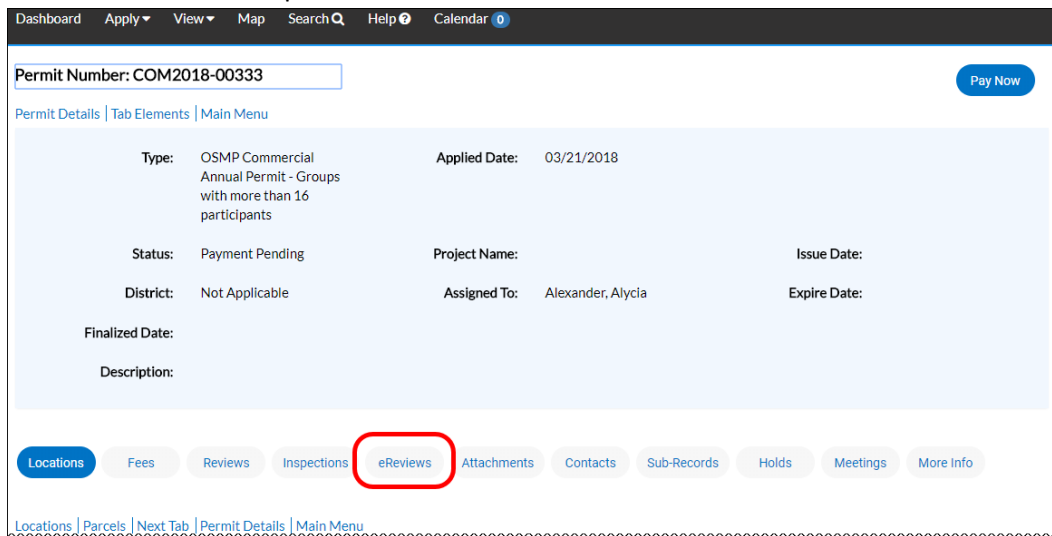 Dashboard Apply View Map Search Help Calendar 0
Permit Number: COM2018-00333
Pay Now
Permit Details | Tab Elements | Main Menu
Type: OSMP Commercial Applied Date: 03/21/2018
Annual Permit - Groups
with more than 16
participants
Status: Payment Pending Project Name: Issue Date:
District: Not Applicable Assigned To: Alexander, Alycia Expire Date:
Finalized Date:
Description:
Locations Fees Reviews Inspections eReviews Attachments Contacts Sub-Records Holds Meetings More Info
Locations | Parcels | Next Tab | Permit Details | Main Menu